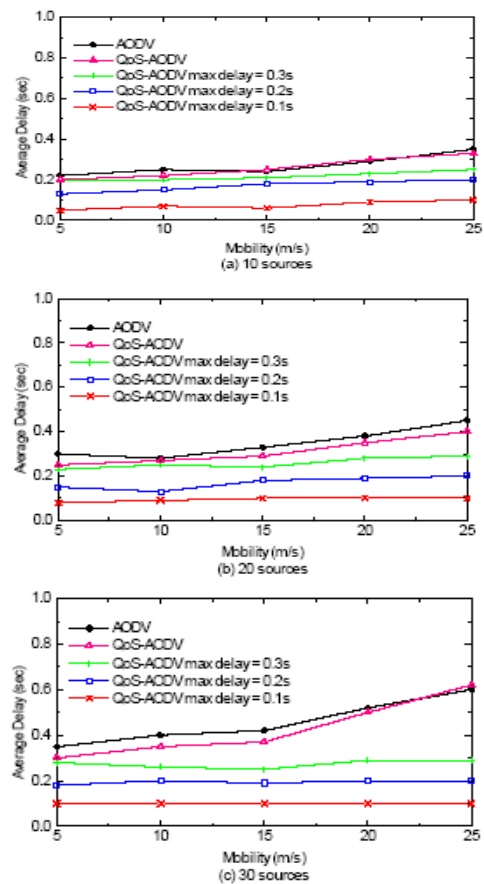 1.0
0.8
0.6
0.4
0.2
0.0
Average Delay (sec)
AODV
QoS-AODV
QoS-AODV max delay = 0.3s
QoS-AODV max delay = 0.2s
QoS-AODV max delay = 0.1s
5 10 15 20 25
Mobility (m/s)
(a) 10 sources
1.0
0.8
0.6
0.4
0.2
0.0
Average Delay (sec)
AODV
QoS-AODV
QoS-AODV max delay = 0.3s
QoS-AODV max delay = 0.2s
QoS-AODV max delay = 0.1s
5 10 15 20 25
Mobility (m/s)
(b) 20 sources
1.0
0.8
0.6
0.4
0.2
0.0
Average Delay (sec)
AODV
QoS-AODV
QoS-AODV max delay = 0.3s
QoS-AODV max delay = 0.2s
QoS-AODV max delay = 0.1s
5 10 15 20 25
Mobility (m/s)
(c) 30 sources